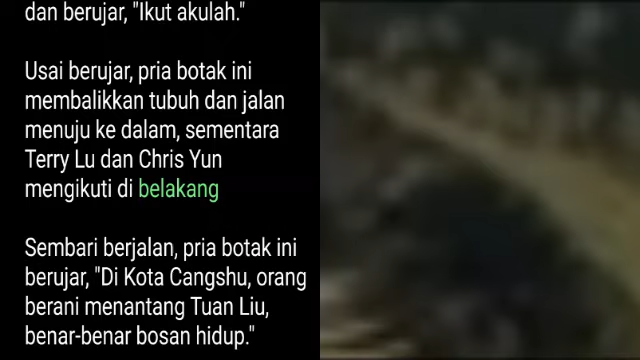 dan berujar, "Ikut akulah."
Usai berujar, pria botak ini
membalikkan tubuh dan jalan
menuju ke dalam, sementara
Terry Lu dan Chris Yun
mengikuti di belakang
Sembari berjalan, pria botak ini
berujar, "Di Kota Cangshu, orang
berani menantang Tuan Liu,
benar-benar bosan hidup."